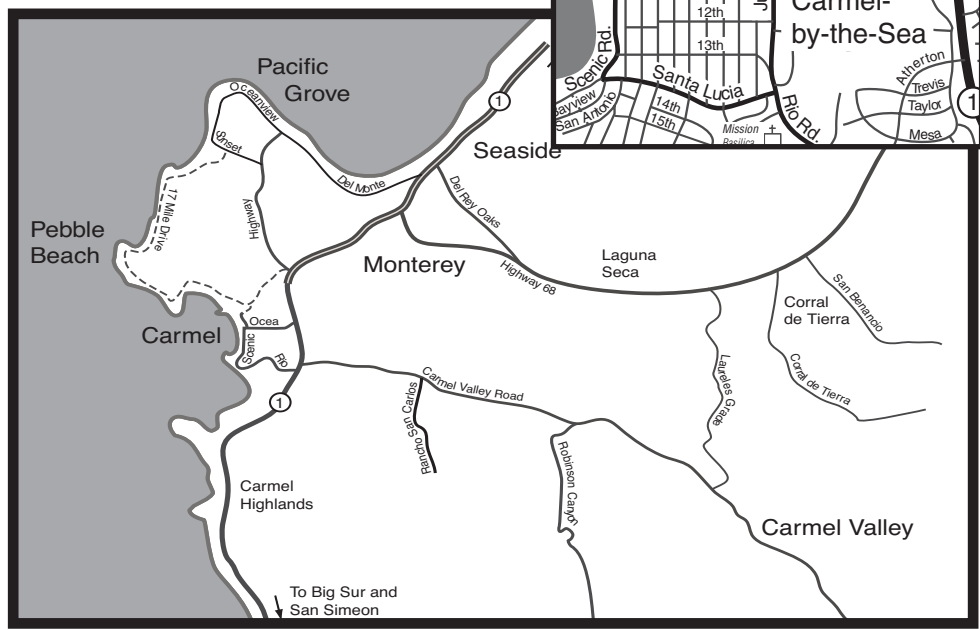 Pacific
Grove
Oceanview
Sunset
17 Mile Drive
Highway
Del Monte
1
Seaside
Del Rey Oaks
Pebble
Beach
Monterey
Highway 68
Laguna
Seca
Corral
de Tierra
San Benancio
Corral de Tierra
Carmel
Ocea
Scenic
Rio
1
Carmel Valley Road
Rancho San Carlos
Laureles Grade
Robinson Canyon
Carmel
Highlands
Carmel Valley
To Big Sur and
San Simeon
12th
13th
Carmel-
by-the-Sea
Scenic Rd.
Santa Lucia
Bayview
San Antonio
14th
15th
Mission
Basilica
Rio Rd.
Atherton
Trevis
Taylor
Mesa
1